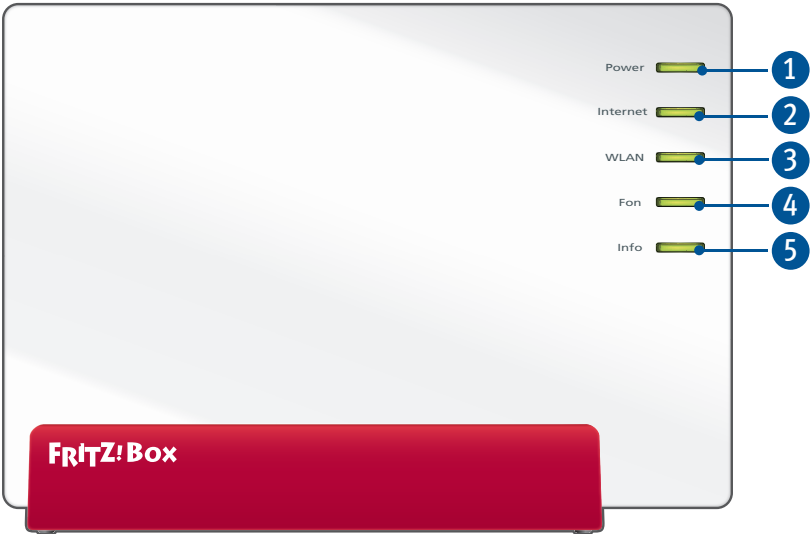 Power 1
Internet 2
WLAN 3
Fon 4
Info 5
FRITZ!BOX